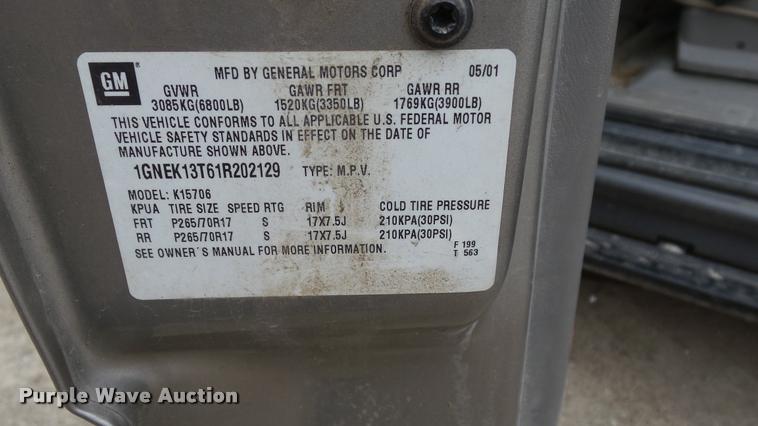 GM
MFD BY GENERAL MOTORS CORP 05/01
GVWR GAWR FRT GAWR RR
3085KG(6800LB) 1520KG(3350LB) 1769KG(3900LB)
THIS VEHICLE CONFORMS TO ALL APPLICABLE U.S. FEDERAL MOTOR
VEHICLE SAFETY STANDARDS IN EFFECT ON THE DATE OF
MANUFACTURE SHOWN ABOVE.
1GNEK13T61R202129 TYPE: M.P.V.
MODEL: K15706
KPUA TIRE SIZE SPEED RTG RIM COLD TIRE PRESSURE
FRT P265/70R17 S 17X7.5J 210KPA(30PSI)
RR P265/70R17 S 17X7.5J 210KPA(30PSI)
SEE OWNER'S MANUAL FOR MORE INFORMATION.
F 199
T 563
Purple Wave Auction